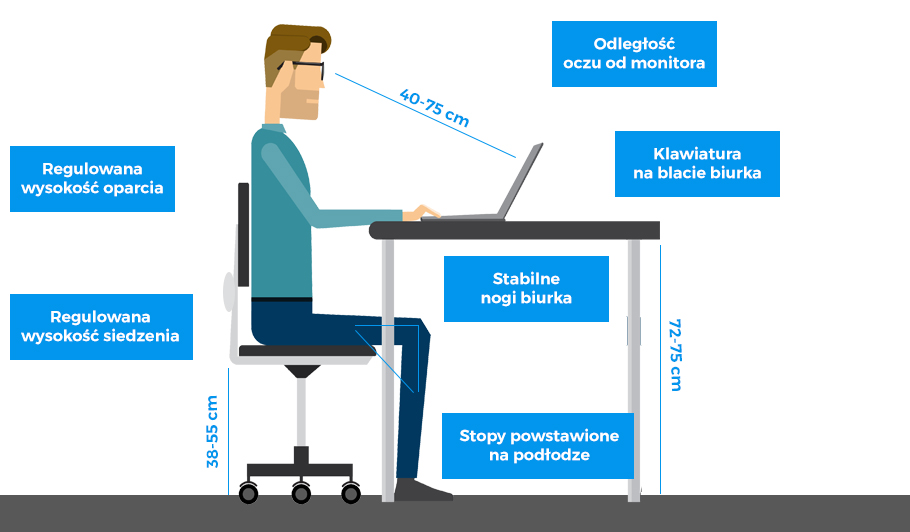 Odległość
oczu od monitora
40-75 cm
Klawiatura
na blacie biurka
Regulowana
wysokość oparcia
Stabilne
nogi biurka
Regulowana
wysokość siedzenia
72-75 cm
38-55 cm
Stopy powstawione
na podłodze